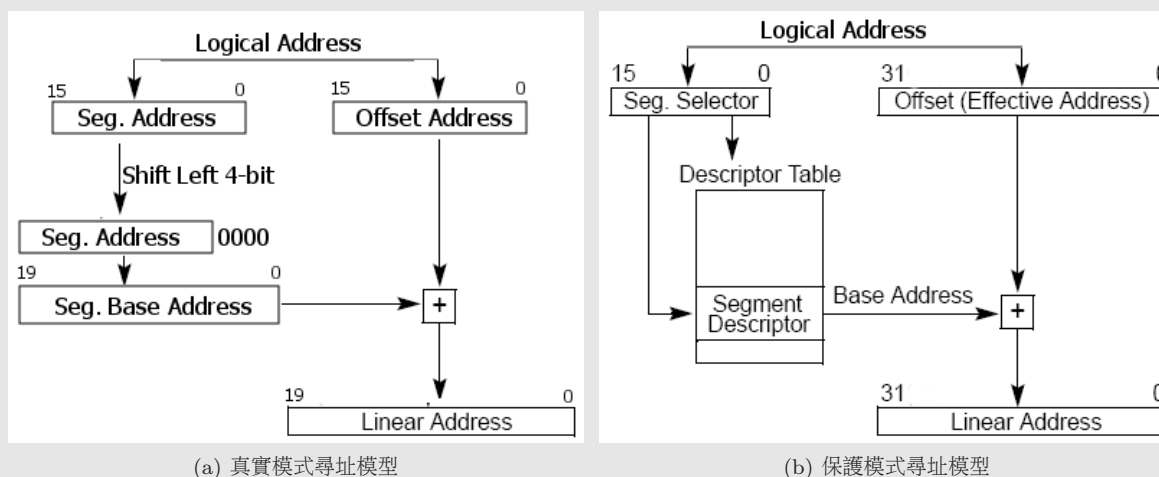 Logical Address
15 0 15 0
Seg. Address Offset Address
Shift Left 4-bit
Seg. Address 0000
19 0
Seg. Base Address +
19 0
Linear Address
(a) 真實模式尋址模型
Logical Address
15 0 31 0
Seg. Selector Offset (Effective Address)
Descriptor Table
Segment Descriptor
Base Address +
31 0
Linear Address
(b) 保護模式尋址模型